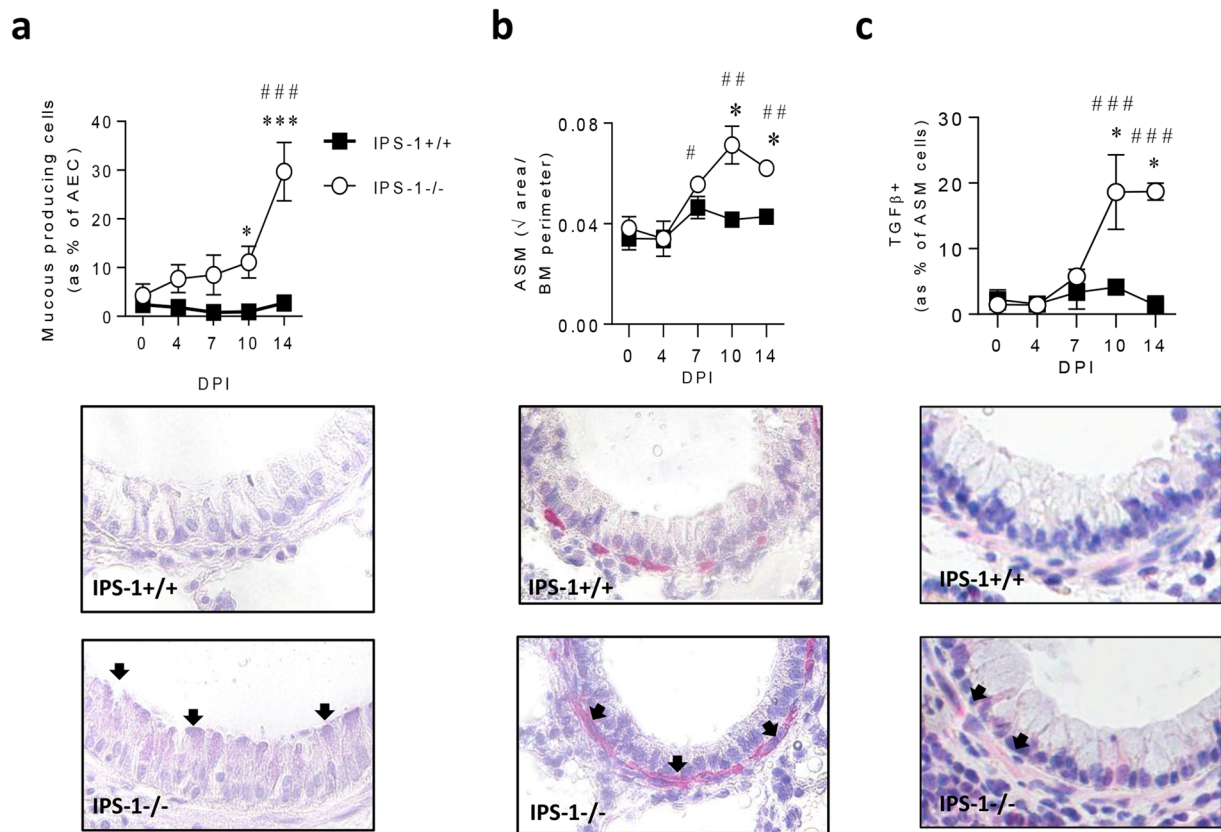 a
b
c
###
***
*
Mucous producing cells
(as % of AEC)
40
30
20
10
0
0 4 7 10 14
DPI
IPS-1+/+
IPS-1-/-
##
* ##
# *
ASM (√ area/
BM perimeter)
0.08
0.04
0.00
0 4 7 10 14
DPI
###
* ###
*
TGFβ+
(as % of ASM cells)
30
20
10
0
0 4 7 10 14
DPI
IPS-1+/+
IPS-1+/+
IPS-1+/+
IPS-1-/-
IPS-1-/-
IPS-1-/-